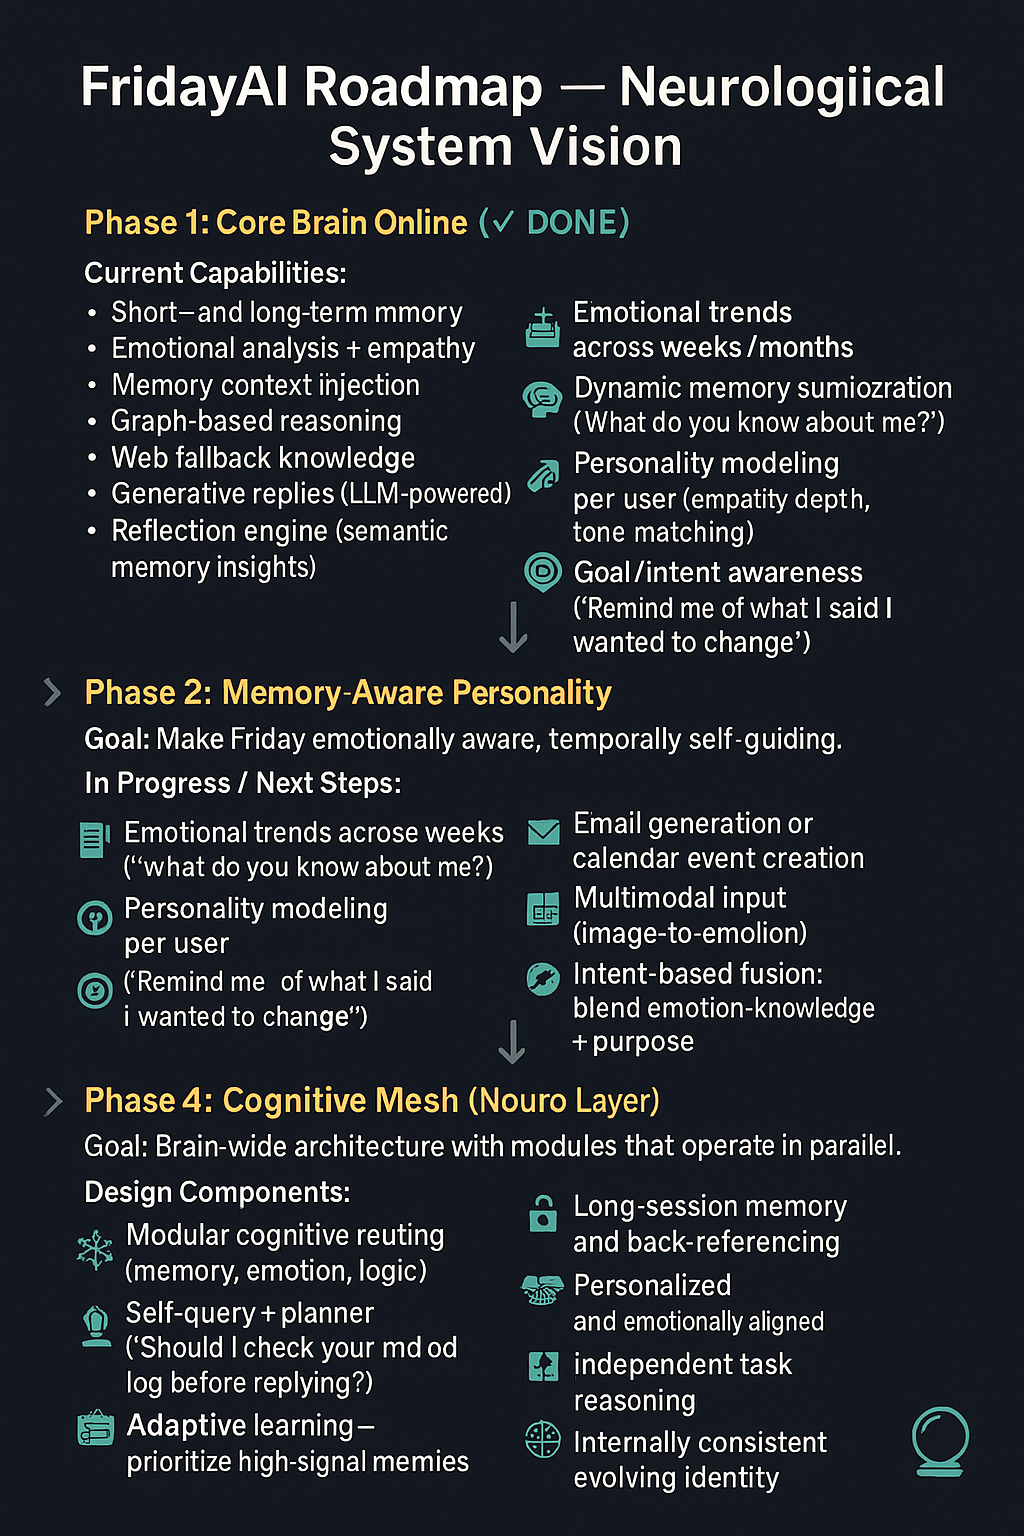 FridayAI Roadmap — Neurologiical
System Vision
Phase 1: Core Brain Online (✓ DONE)
Current Capabilities:
• Short–and long-term mmory
• Emotional analysis + empathy
• Memory context injection
• Graph-based reasoning
• Web fallback knowledge
• Generative replies (LLM-powered)
• Reflection engine (semantic
memory insights)
Emotional trends
across weeks/months
Dynamic memory sumiozration
(What do you know about me?’)
Personality modeling
per user (empatity depth,
tone matching)
Goal/intent awareness
(‘Remind me of what I said I
wanted to change’)
Phase 2: Memory-Aware Personality
Goal: Make Friday emotionally aware, temporally self-guiding.
In Progress / Next Steps:
Emotional trends acrose weeks
(‘‘what do you know about me?)
Personality modeling
per user
(‘Remind me of what I said
i wanted to change’’)
Email generation or
calendar event creation
Multimodal input
(image-to-emolion)
Intent-based fusion:
blend emotion-knowledge
+ purpose
Phase 4: Cognitive Mesh (Nouro Layer)
Goal: Brain-wide architecture with modules that operate in parailel.
Design Components:
Modular cognitive reuting
(memory, emotion, logic)
Self-query + planner
(‘Should I check your md od
log before replying?)
Adaptive learning –
prioritize high-signal memies
Long-session memory
and back-referencing
Personalized
and emotionally aligned
independent task
reasoning
Internally consistent
evolving identity